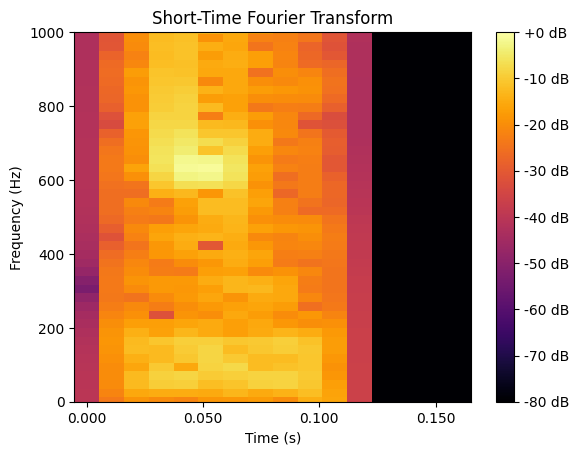 Short-Time Fourier Transform
1000
800
600
400
200
0
Frequency (Hz)
0.000
0.050
0.100
0.150
Time (s)
+0 dB
-10 dB
-20 dB
-30 dB
-40 dB
-50 dB
-60 dB
-70 dB
-80 dB